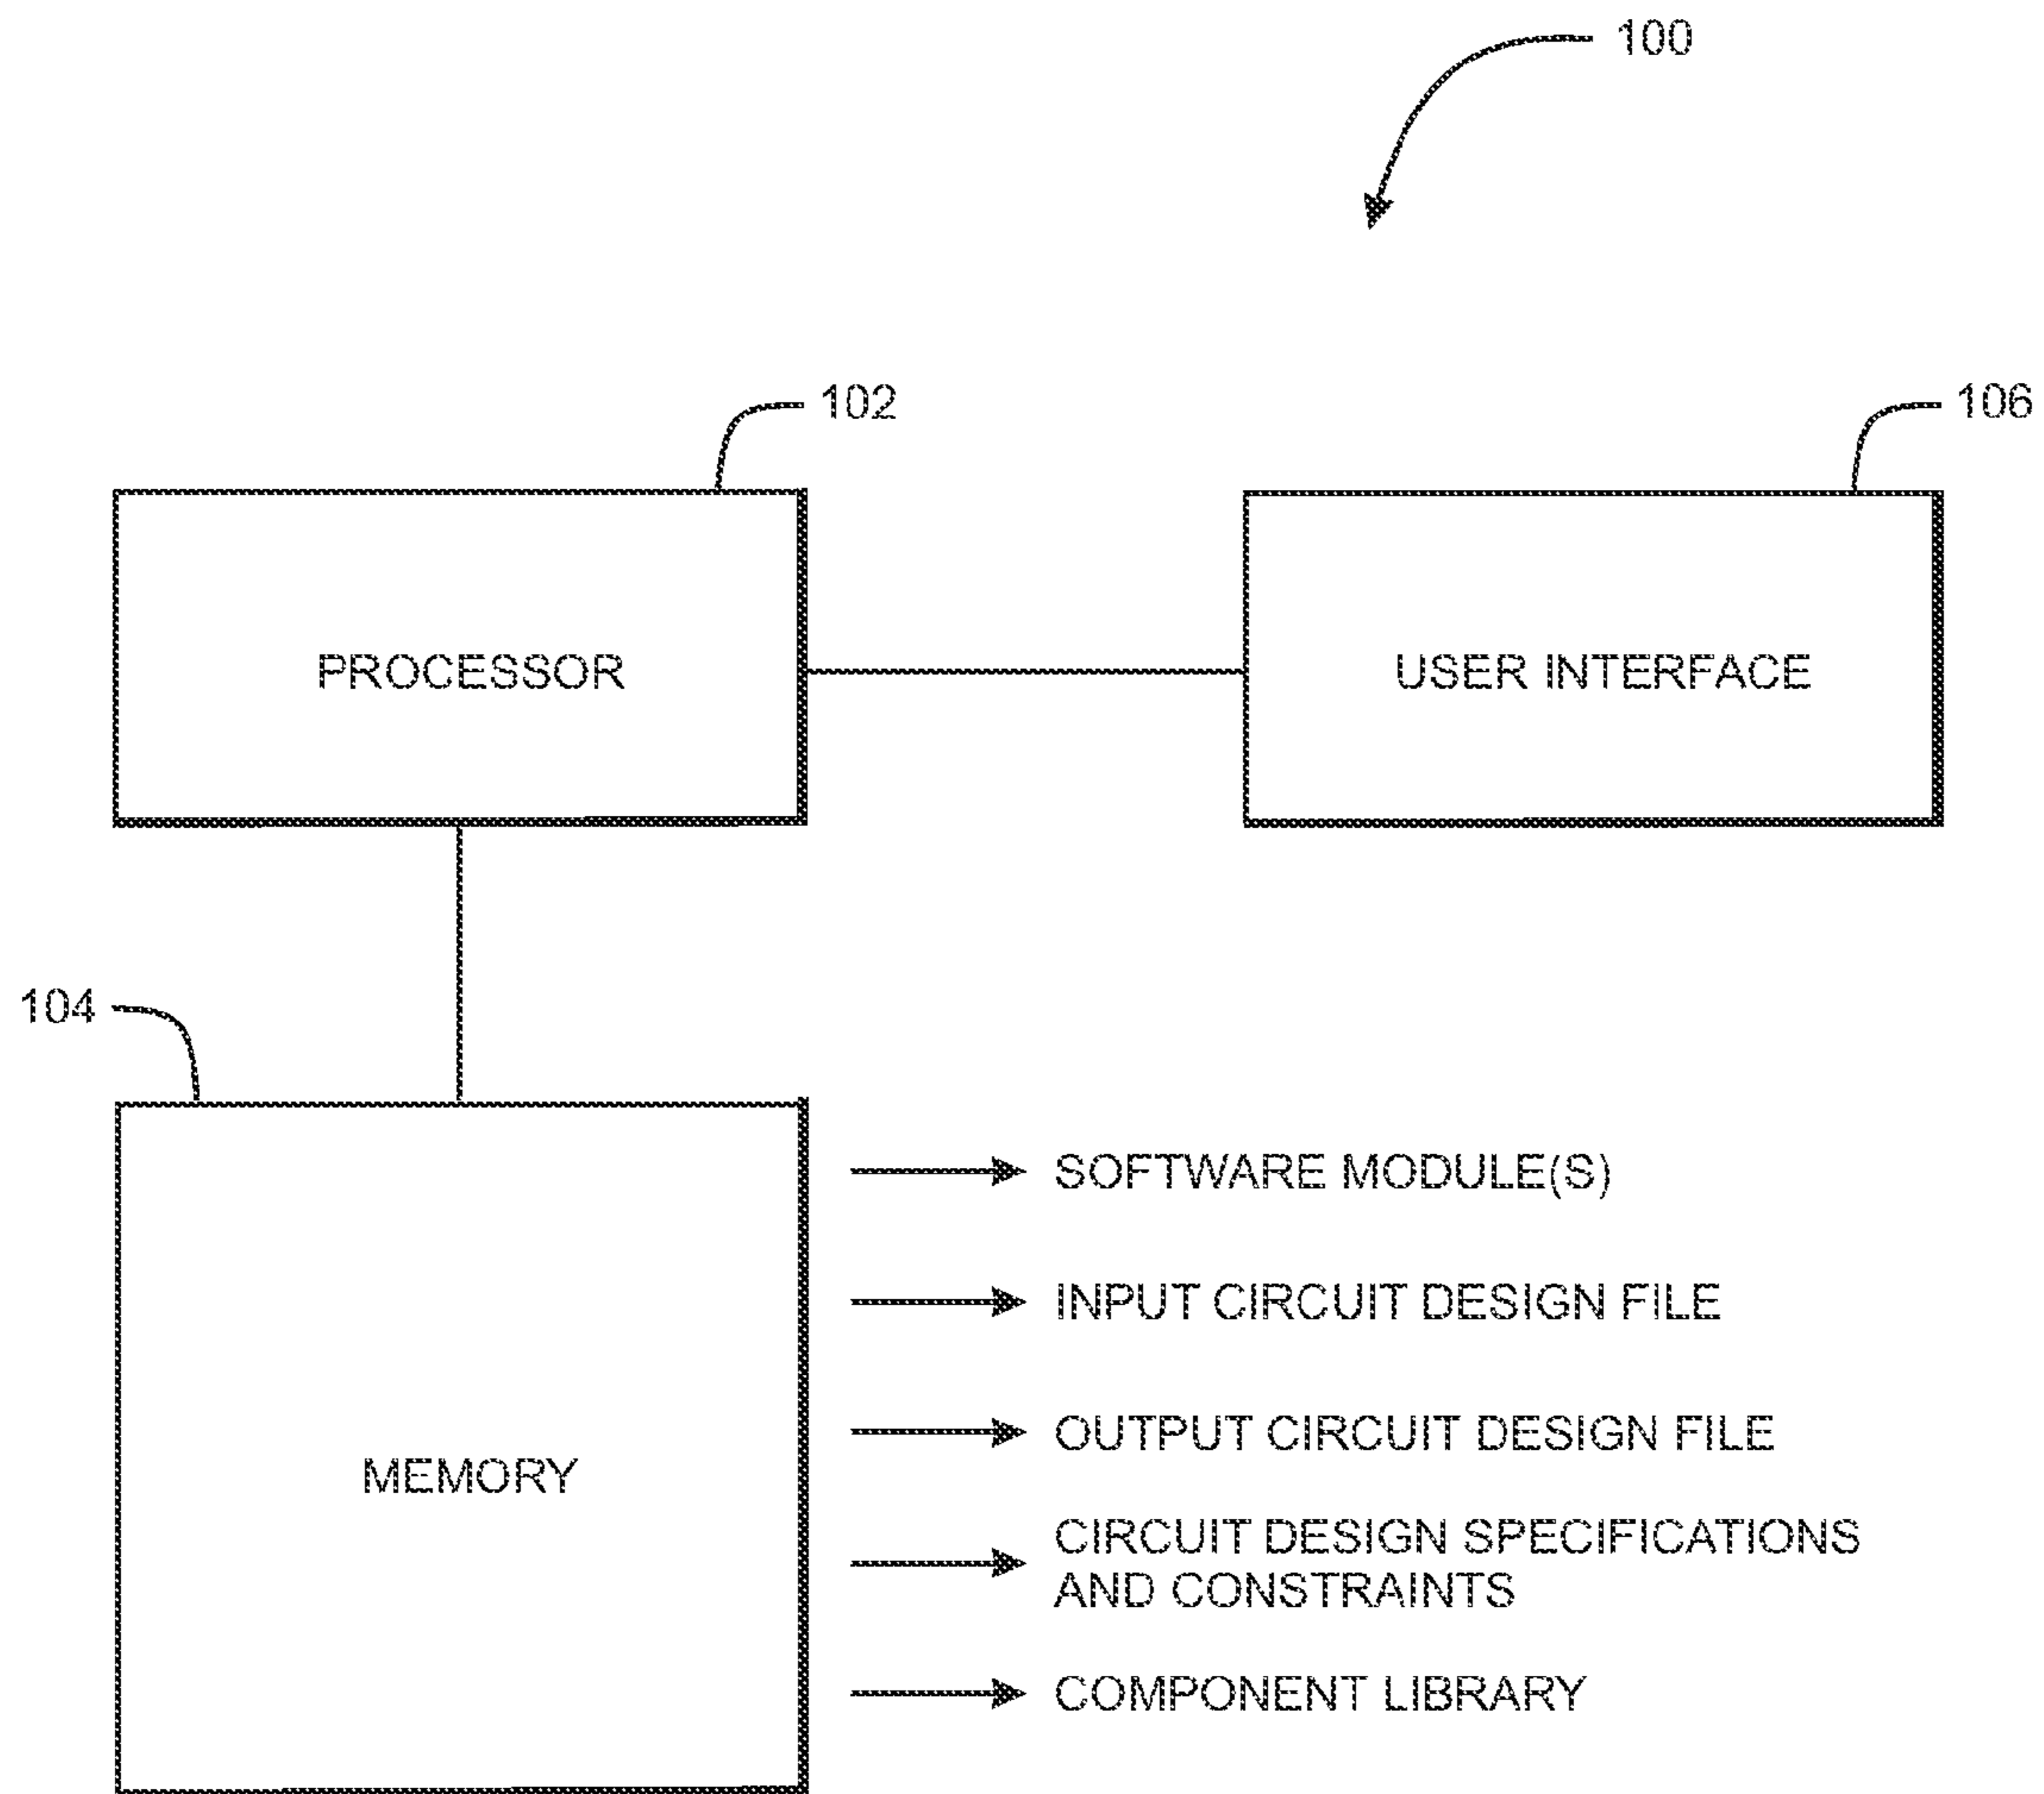 100
102
106
PROCESSOR
USER INTERFACE
104
MEMORY
SOFTWARE MODULE(S)
INPUT CIRCUIT DESIGN FILE
OUTPUT CIRCUIT DESIGN FILE
CIRCUIT DESIGN SPECIFICATIONS
AND CONSTRAINTS
COMPONENT LIBRARY